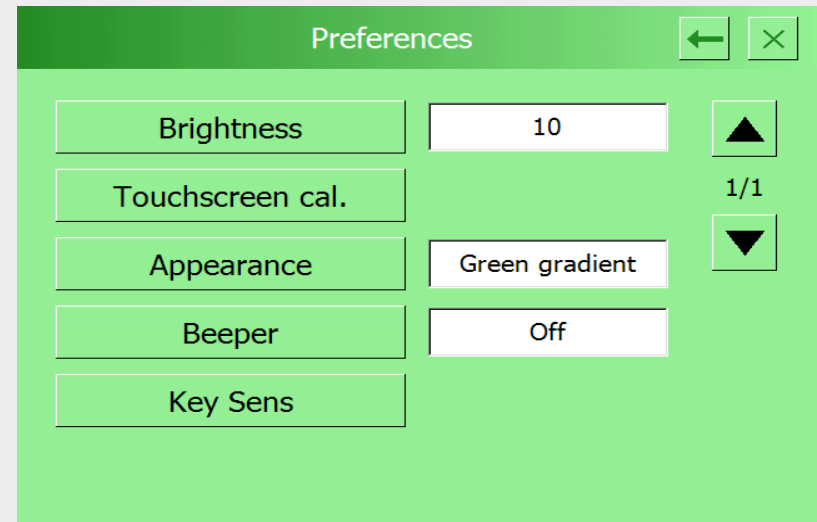 Preferences
Brightness 10
Touchscreen cal.
1/1
Appearance Green gradient
Beeper Off
Key Sens